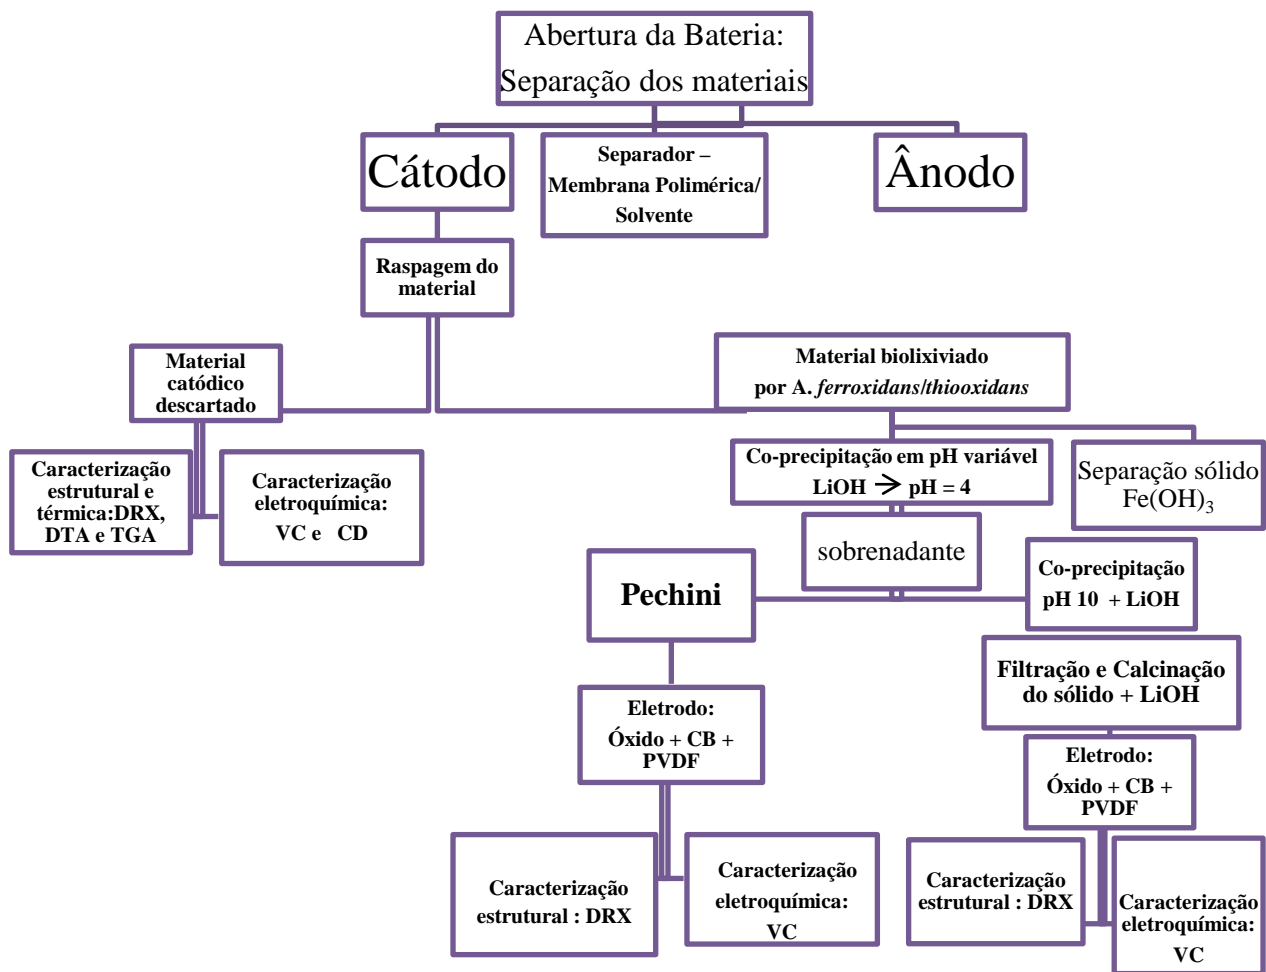 Abertura da Bateria:
Separação dos materiais
Cátodo
Separador –
Membrana Polimérica/
Solvente
Ânodo
Raspagem do
material
Material
catódico
descartado
Material biolixiviado
por A. ferroxidans/thiooxidans
Caracterização
estrutural e
térmica:DRX,
DTA e TGA
Caracterização
eletroquímica:
VC e CD
Co-precipitação em pH variável
LiOH → pH = 4
Separação sólido
Fe(OH)₃
sobrenadante
Pechini
Co-precipitação
pH 10 + LiOH
Filtração e Calcinação
do sólido + LiOH
Eletrodo:
Óxido + CB +
PVDF
Eletrodo:
Óxido + CB +
PVDF
Caracterização
estrutural : DRX
Caracterização
eletroquímica:
VC
Caracterização
estrutural : DRX
Caracterização
eletroquímica:
VC